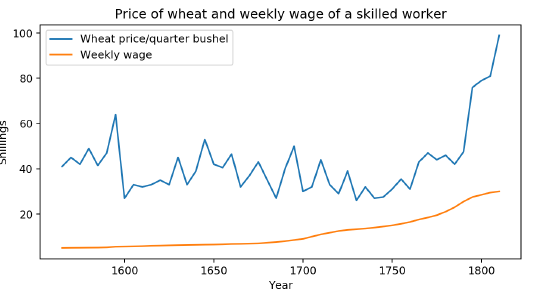 Price of wheat and weekly wage of a skilled worker
100
80
60
40
20
Shillings
Wheat price/quarter bushel
Weekly wage
1600
1650
1700
1750
1800
Year